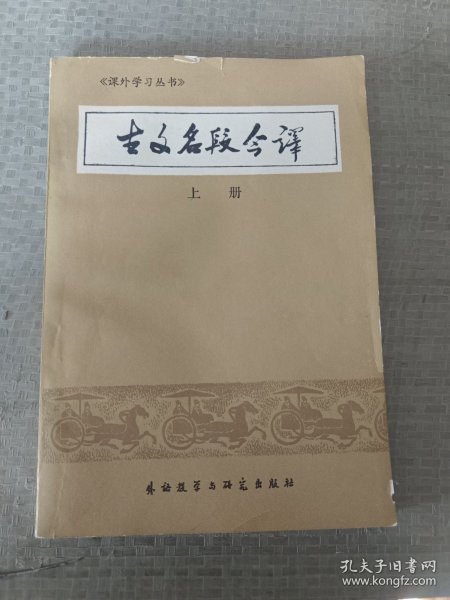 《课外学习丛书》
古文名段今譯
上 册
外语教学与研究出版社
孔夫子旧书网
www.kongfz.com